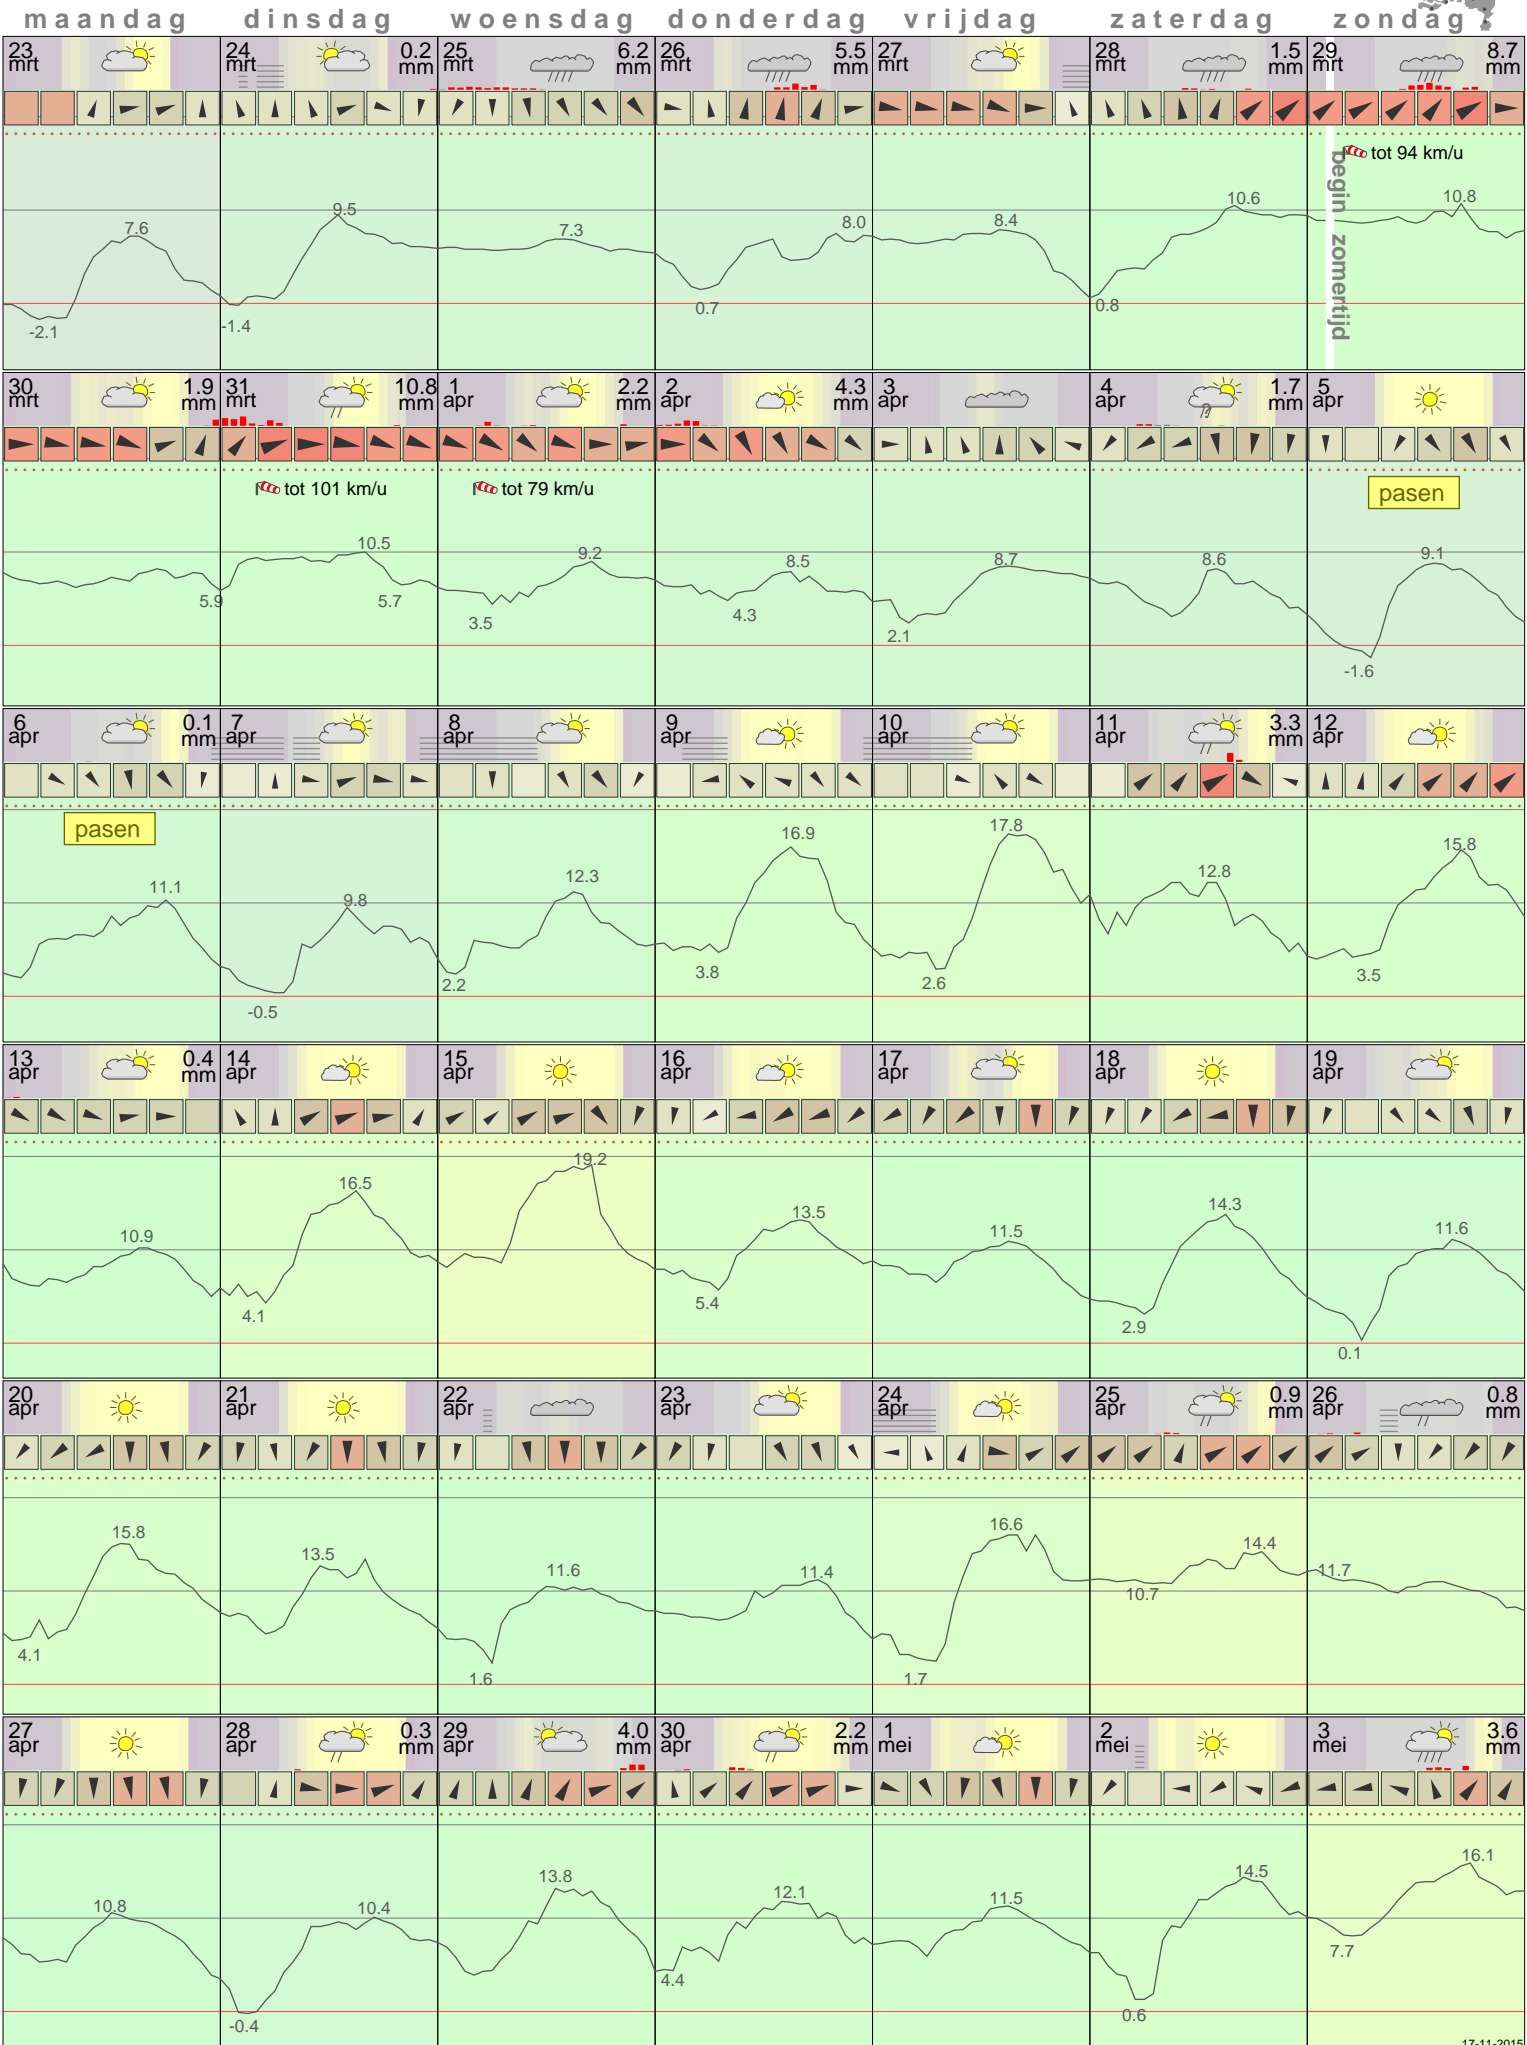 maandag dinsdag woensdag donderdag vrijdag zaterdag zondag
23 24 0.2 25 6.2 26 5.5 27 28 1.5 29 8.7
mrt mrt mm mrt mm mrt mm mrt mrt mm mrt mm
tot 94 km/u
begin zomertijd
7.6 9.5 7.3 8.0 8.4 10.6 10.8
-2.1 -1.4 0.7 0.8
30 1.9 31 10.8 1 2.2 2 4.3 3 4 1.7 5
mrt mm mrt mm apr mm apr mm apr apr mm apr
tot 101 km/u tot 79 km/u pasen
10.5 9.2 8.5 8.7 8.6 9.1
5.9 5.7 3.5 4.3 2.1 -1.6
6 0.1 7 8 9 10 11 3.3 12
apr mm apr apr apr apr apr mm apr
pasen
11.1 9.8 12.3 16.9 17.8 12.8 15.8
-0.5 2.2 3.8 2.6 3.5
13 0.4 14 15 16 17 18 19
apr mm apr apr apr apr apr apr
10.9 16.5 19.2 13.5 11.5 14.3 11.6
4.1 5.4 2.9 0.1
20 21 22 23 24 25 0.9 26 0.8
apr apr apr apr apr apr mm apr mm
15.8 13.5 11.6 11.4 16.6 14.4 11.7
4.1 1.6 1.7 10.7
27 28 0.3 29 4.0 30 2.2 1 2 3 3.6
apr apr mm apr mm apr mm mei mei mei mm
10.8 10.4 13.8 12.1 11.5 14.5 16.1
-0.4 4.4 0.6 7.7
17-11-2015